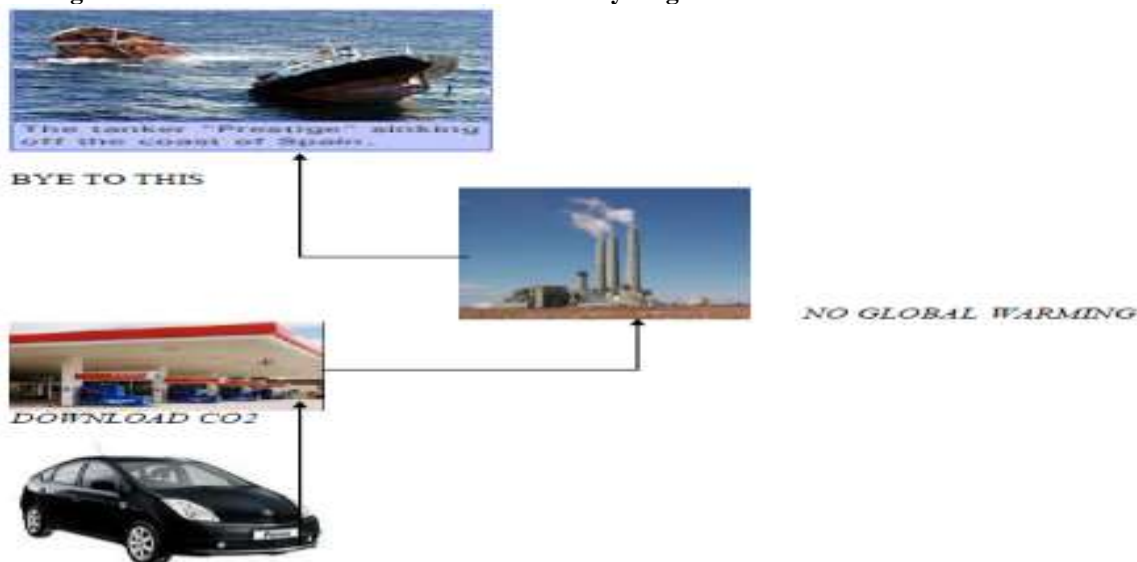 The tanker "Prestige" sinking
off the coast of Spain.
BYE TO THIS
NO GLOBAL WARMING
DOWNLOAD CO2